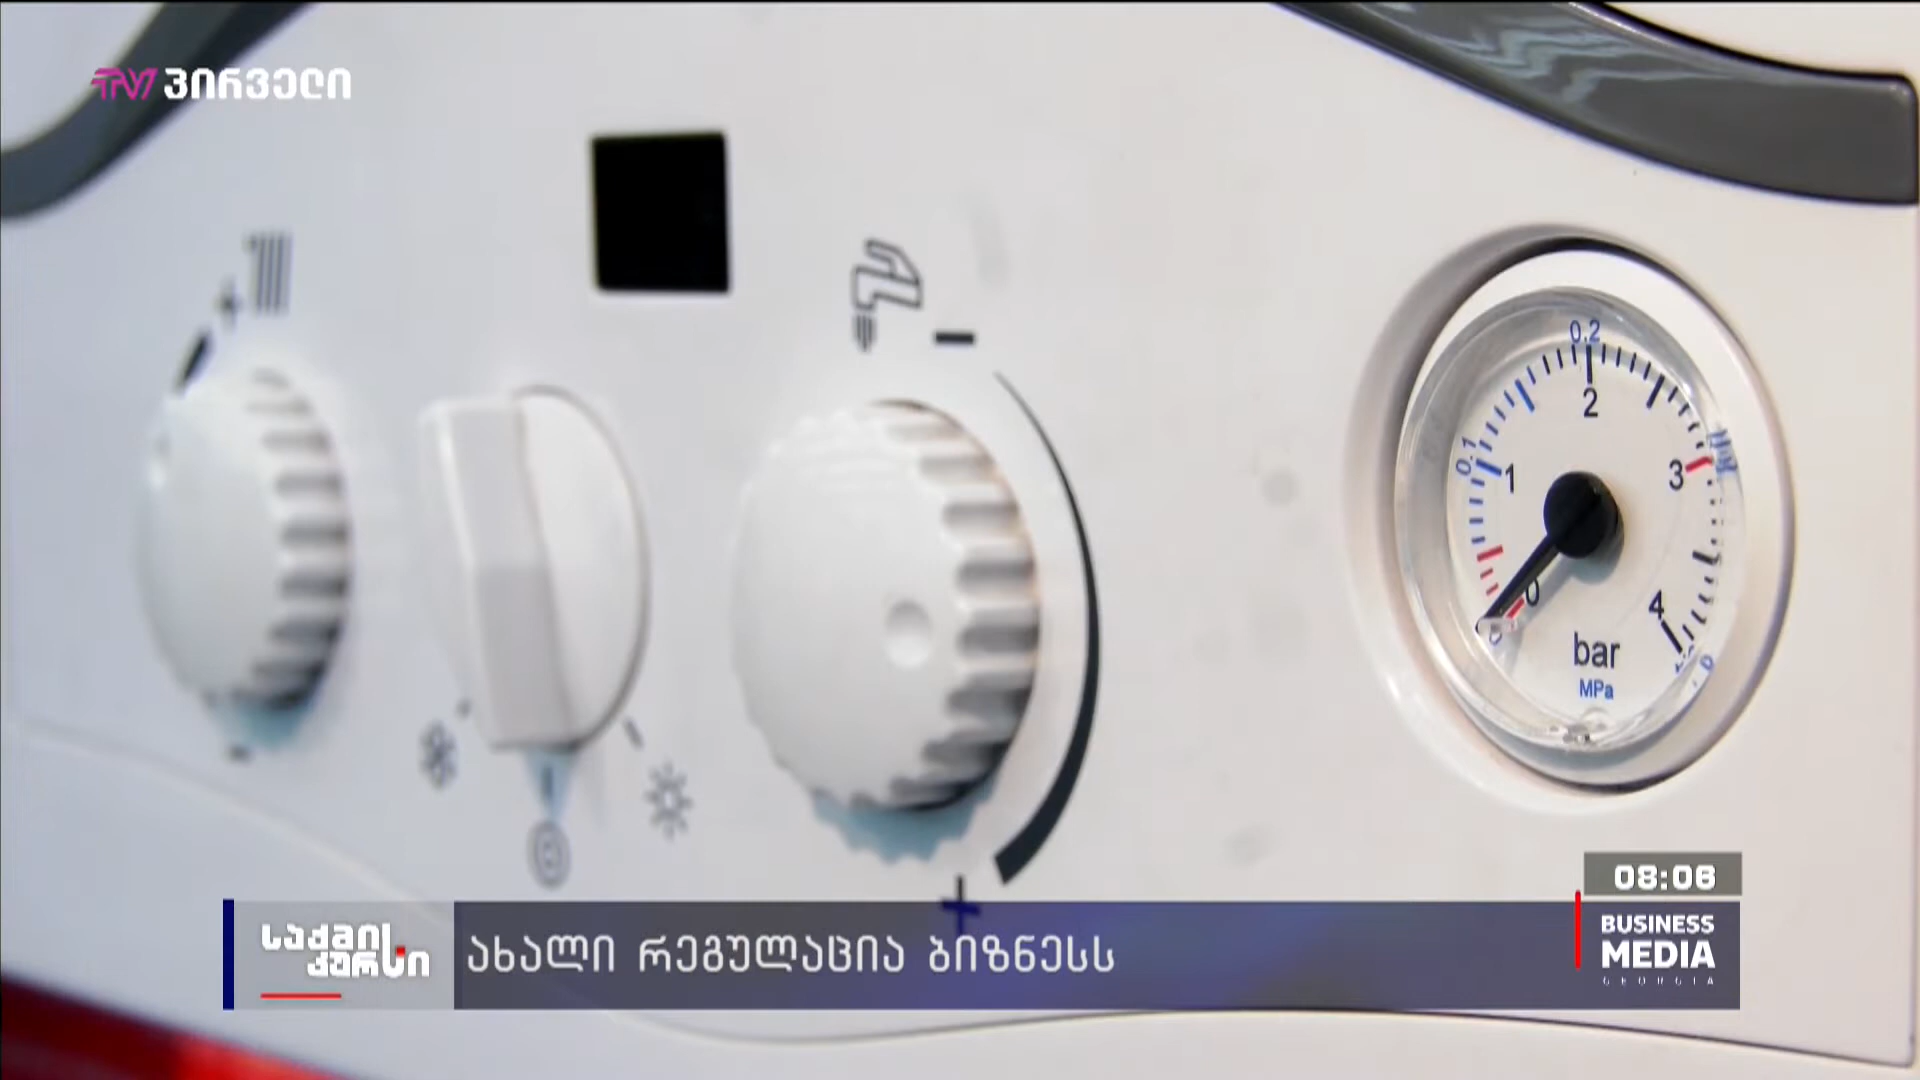 TV ᲞᲘᲠᲕᲔᲚᲘ
0.2
2
0.1
1
3
0
4
bar
MPa
08:06
ᲡᲐᲥᲛᲘᲡ
ᲙᲣᲠᲡᲘ
ᲐᲮᲐᲚᲘ ᲠᲔᲒᲣᲚᲐᲪᲘᲐ ᲑᲘᲖᲜᲔᲡᲡ
BUSINESS
MEDIA
GEORGIA